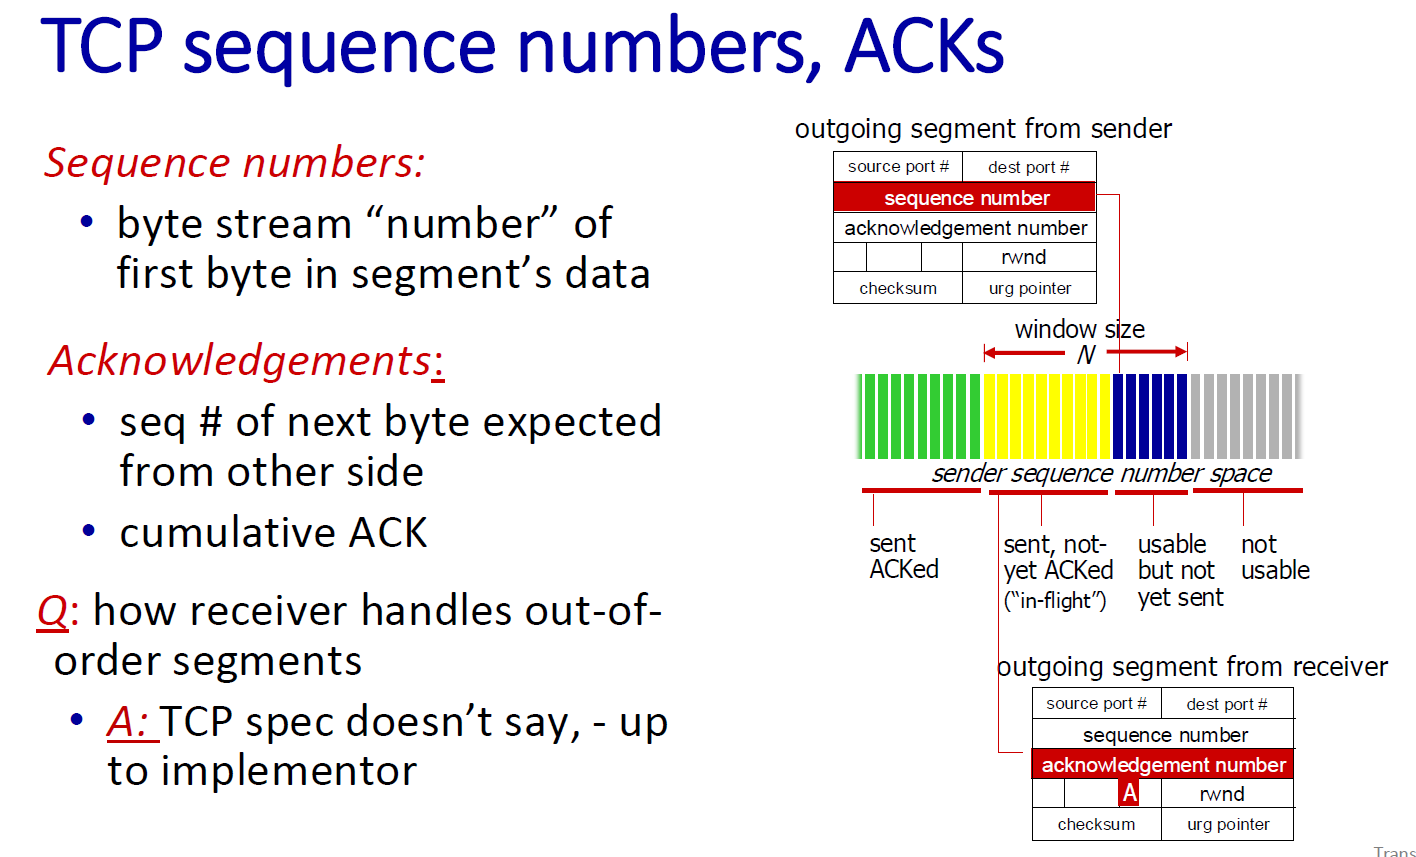 TCP sequence numbers, ACKs
Sequence numbers:
• byte stream “number” of
first byte in segment’s data
Acknowledgements:
• seq # of next byte expected
from other side
• cumulative ACK
Q: how receiver handles out-of-
order segments
• A: TCP spec doesn’t say, - up
to implementor
outgoing segment from sender
source port # dest port #
sequence number
acknowledgement number
rwnd
checksum urg pointer
window size
N
sender sequence number space
sent
ACKed
sent, not-
yet ACKed
(“in-flight”)
usable
but not
yet sent
not
usable
outgoing segment from receiver
source port # dest port #
sequence number
acknowledgement number
A rwnd
checksum urg pointer